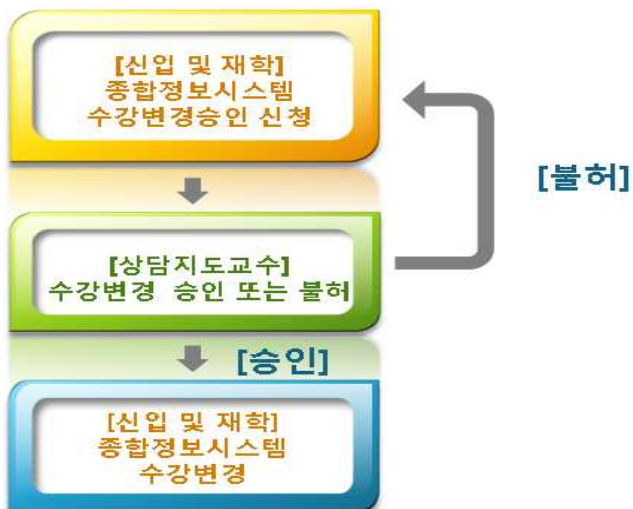 [신입 및 재학]
종합정보시스템
수강변경승인 신청
[불허]
[상담지도교수]
수강변경 승인 또는 불허
[승인]
[신입 및 재학]
종합정보시스템
수강변경